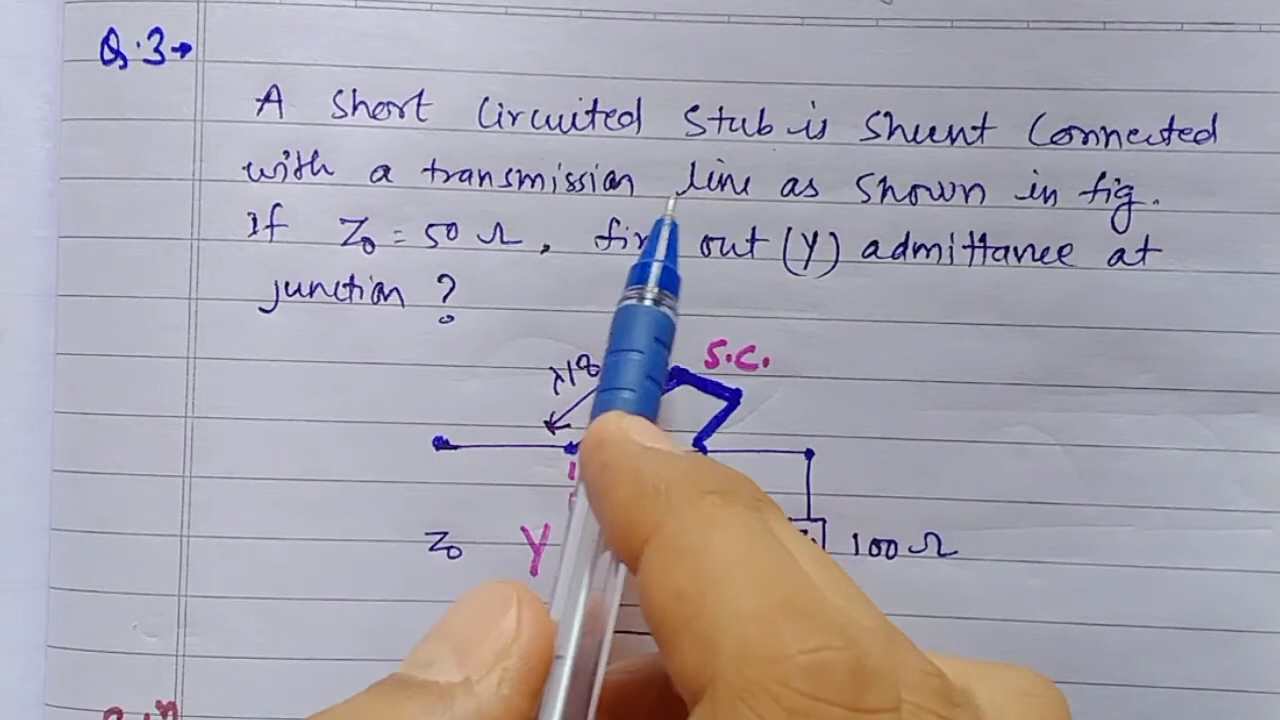 Q.3→
A short circuited stub is shunt connected
with a transmission line as shown in fig.
If Z₀ = 50 Ω, out (Y) admittance at
junction ?
S.C.
λ/8
Z₀ Y 100 Ω